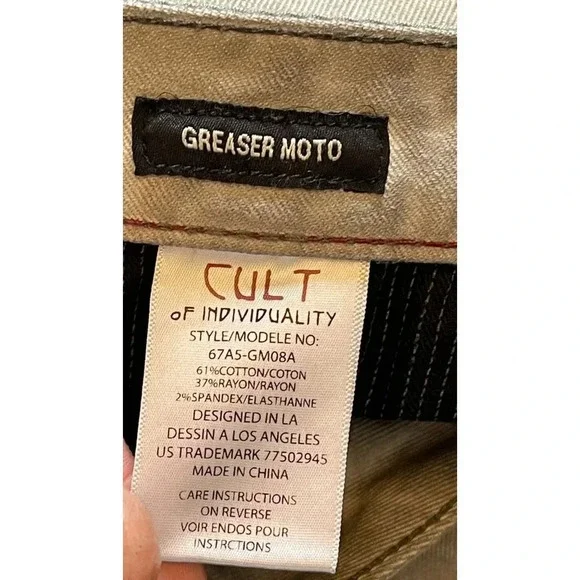 GREASER MOTO
CULT
OF INDIVIDUALITY
STYLE/MODELE NO:
67A5-GM08A
61%COTTON/COTON
37%RAYON/RAYON
2%SPANDEX/ELASTHANNE
DESIGNED IN LA
DESSIN A LOS ANGELES
US TRADEMARK 77502945
MADE IN CHINA
CARE INSTRUCTIONS
ON REVERSE
VOIR ENDOS POUR
INSTRCTIONS